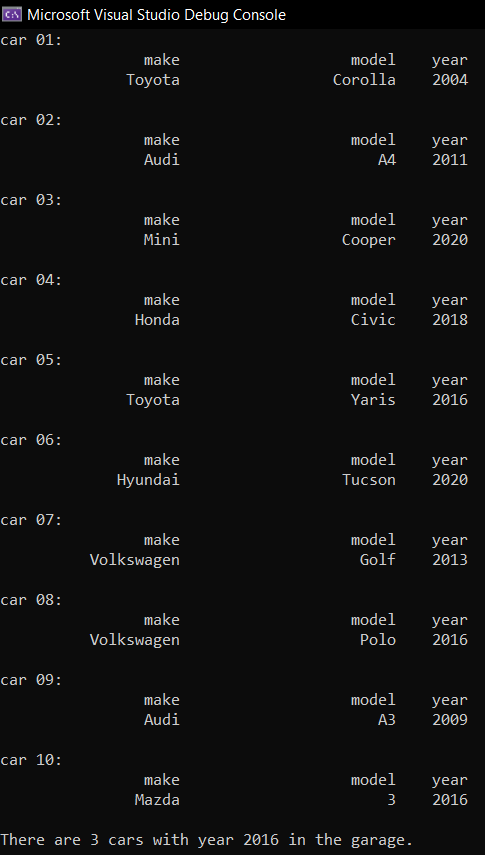 Microsoft Visual Studio Debug Console
car 01:
make model year
Toyota Corolla 2004
car 02:
make model year
Audi A4 2011
car 03:
make model year
Mini Cooper 2020
car 04:
make model year
Honda Civic 2018
car 05:
make model year
Toyota Yaris 2016
car 06:
make model year
Hyundai Tucson 2020
car 07:
make model year
Volkswagen Golf 2013
car 08:
make model year
Volkswagen Polo 2016
car 09:
make model year
Audi A3 2009
car 10:
make model year
Mazda 3 2016
There are 3 cars with year 2016 in the garage.